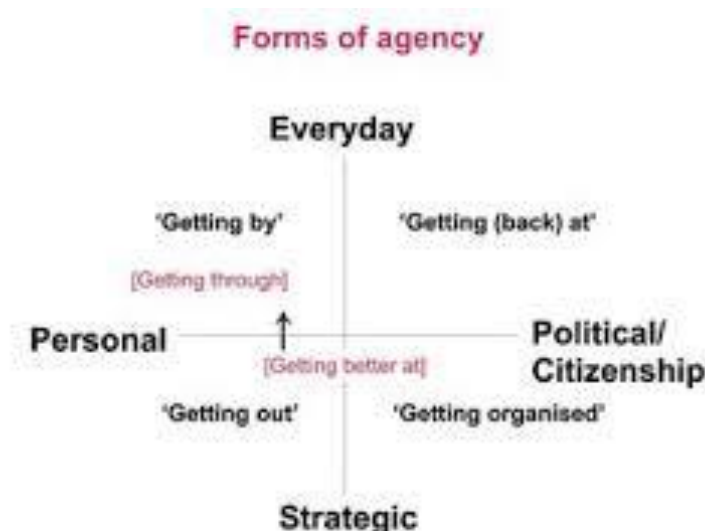 Forms of agency
Everyday
'Getting by'
'Getting (back) at'
[Getting through]
Personal
Political/
Citizenship
[Getting better at]
'Getting out'
'Getting organised'
Strategic